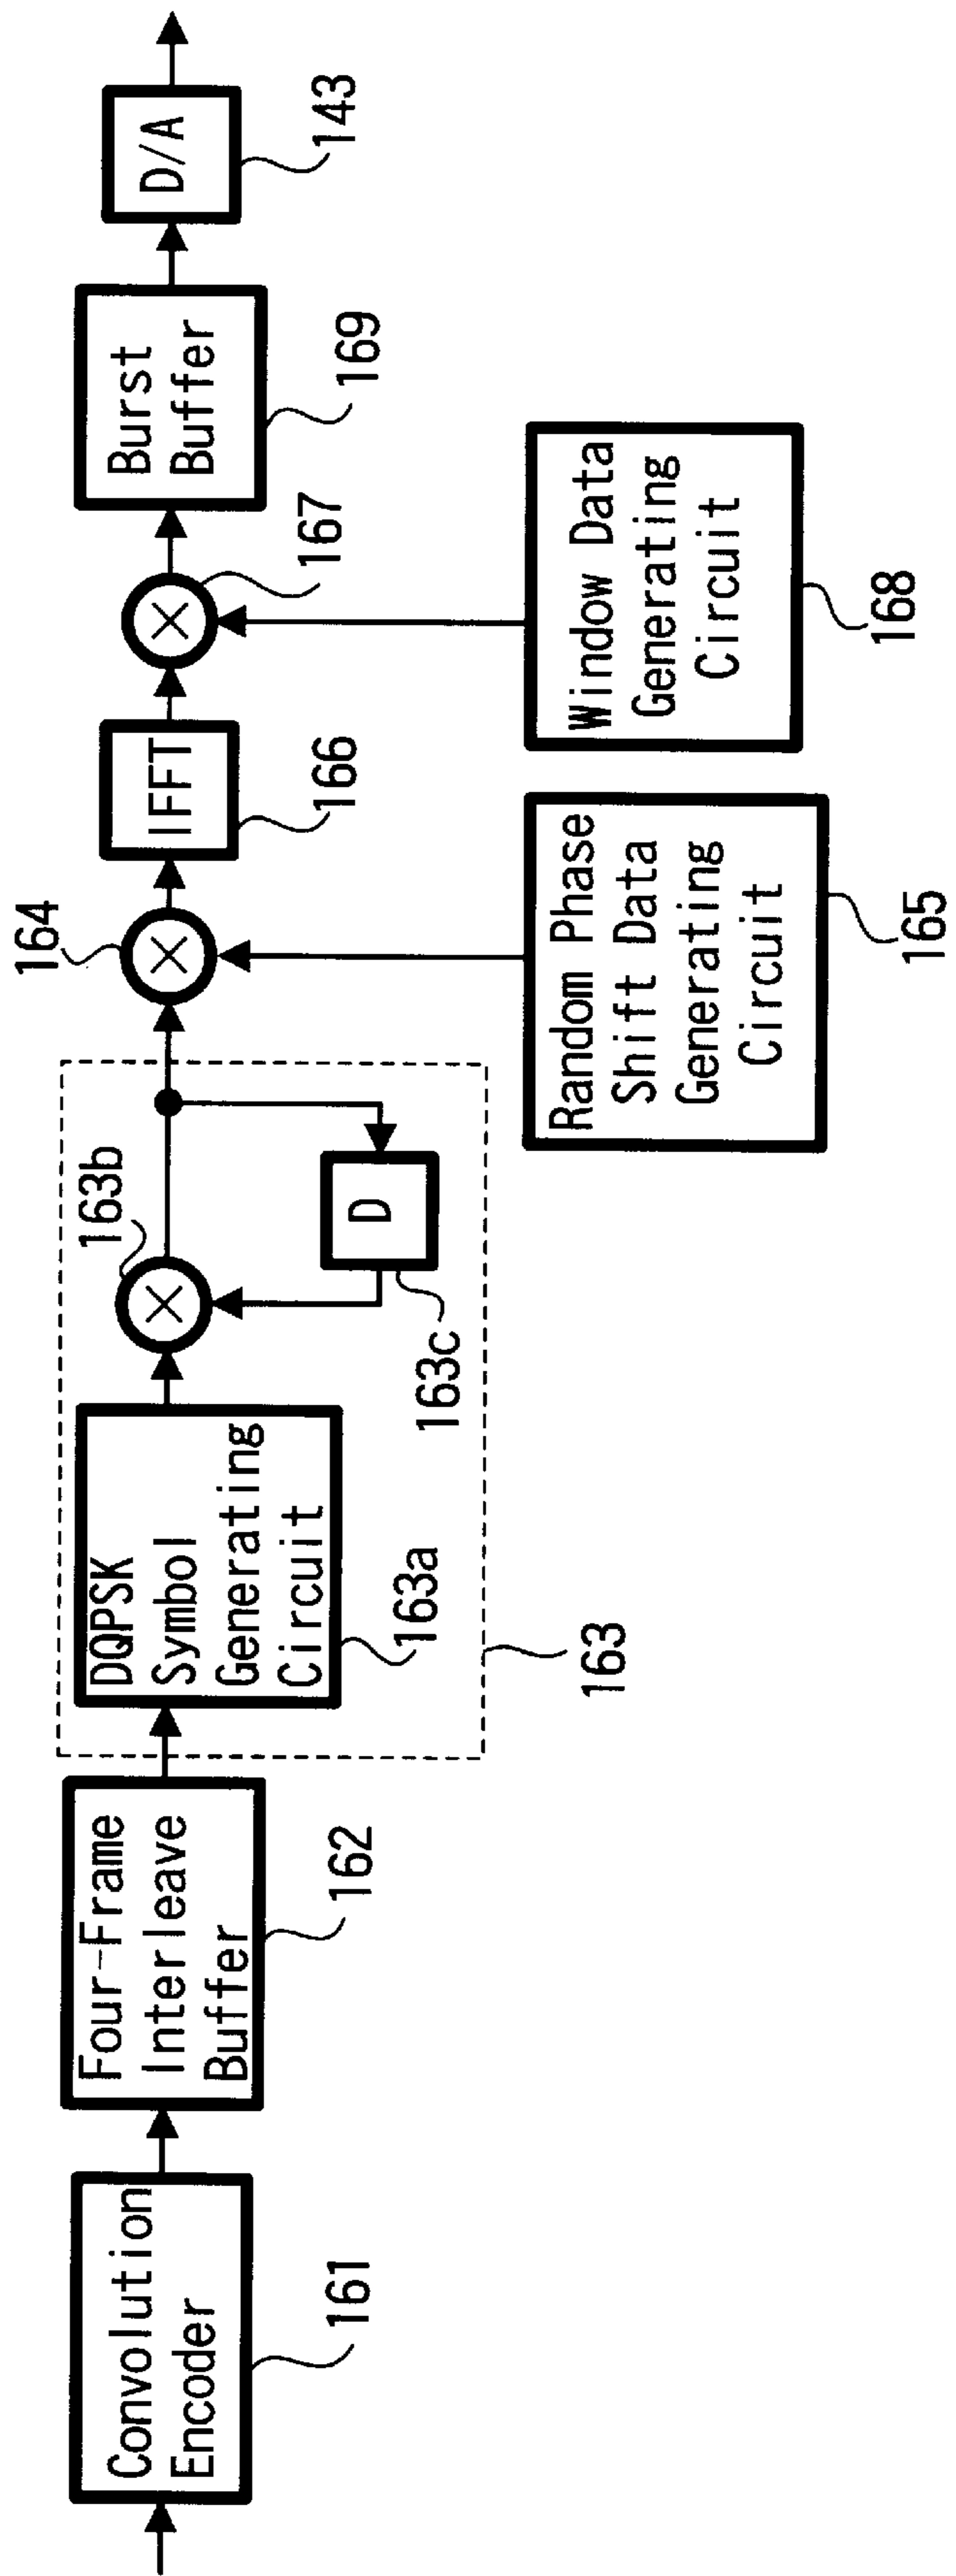 Convolution
Encoder
161
Four-Frame
Interleave
Buffer
162
DQPSK
Symbol
Generating
Circuit
163a
163b
D
163c
163
164
Random Phase
Shift Data
Generating
Circuit
165
IFFT
166
167
Window Data
Generating
Circuit
168
Burst
Buffer
169
D/A
143